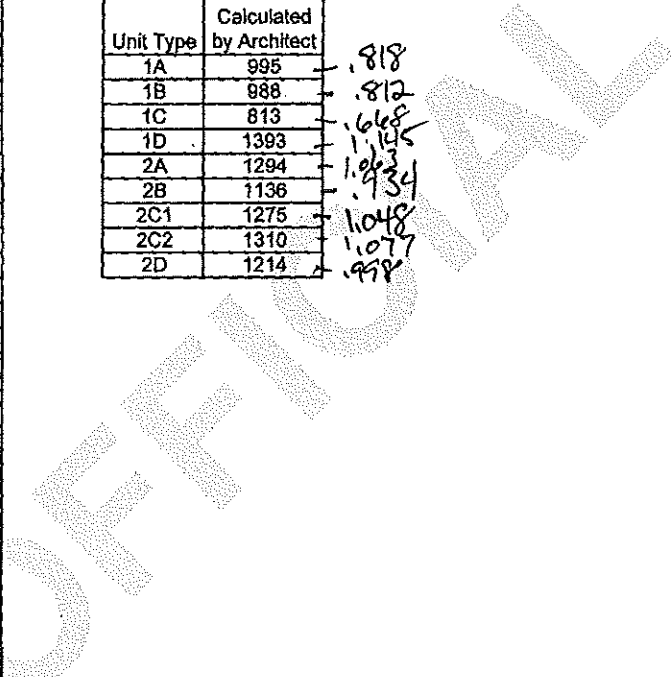 Calculated
Unit Type by Architect
1A 995 - .818
1B 988 - .812
1C 813 - .668
1D 1393 - 1.145
2A 1294 - 1.063
2B 1136 - .934
2C1 1275 - 1.048
2C2 1310 - 1.077
2D 1214 - .998
OFFICIAL